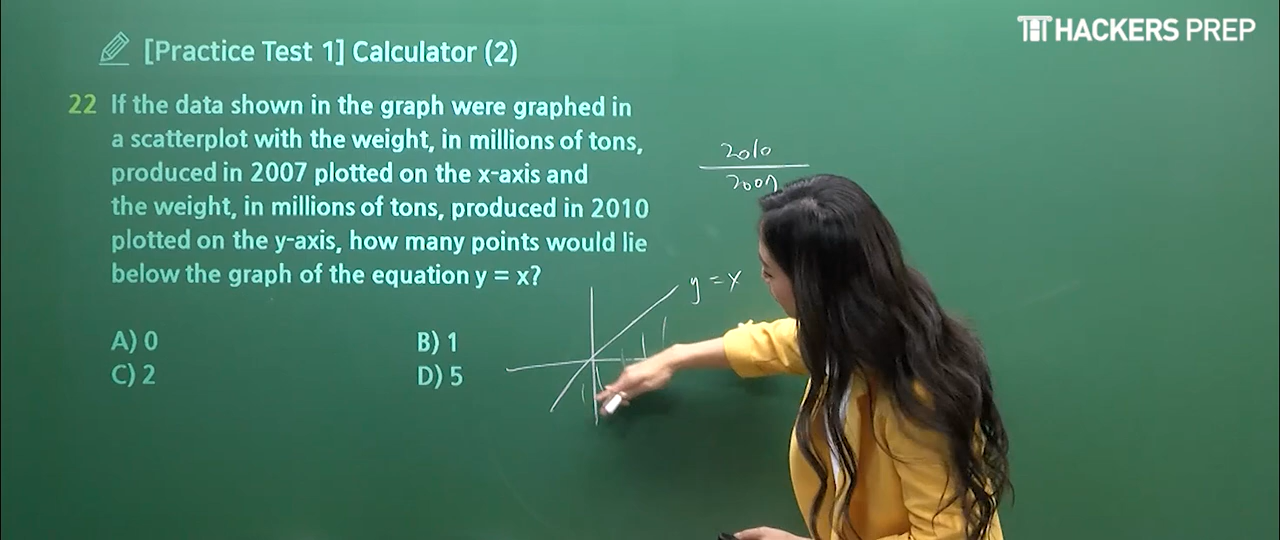 HACKERS PREP
[Practice Test 1] Calculator (2)
22 If the data shown in the graph were graphed in
a scatterplot with the weight, in millions of tons,
produced in 2007 plotted on the x-axis and
the weight, in millions of tons, produced in 2010
plotted on the y-axis, how many points would lie
below the graph of the equation y = x?
A) 0 B) 1
C) 2 D) 5
2010
2007
y = x